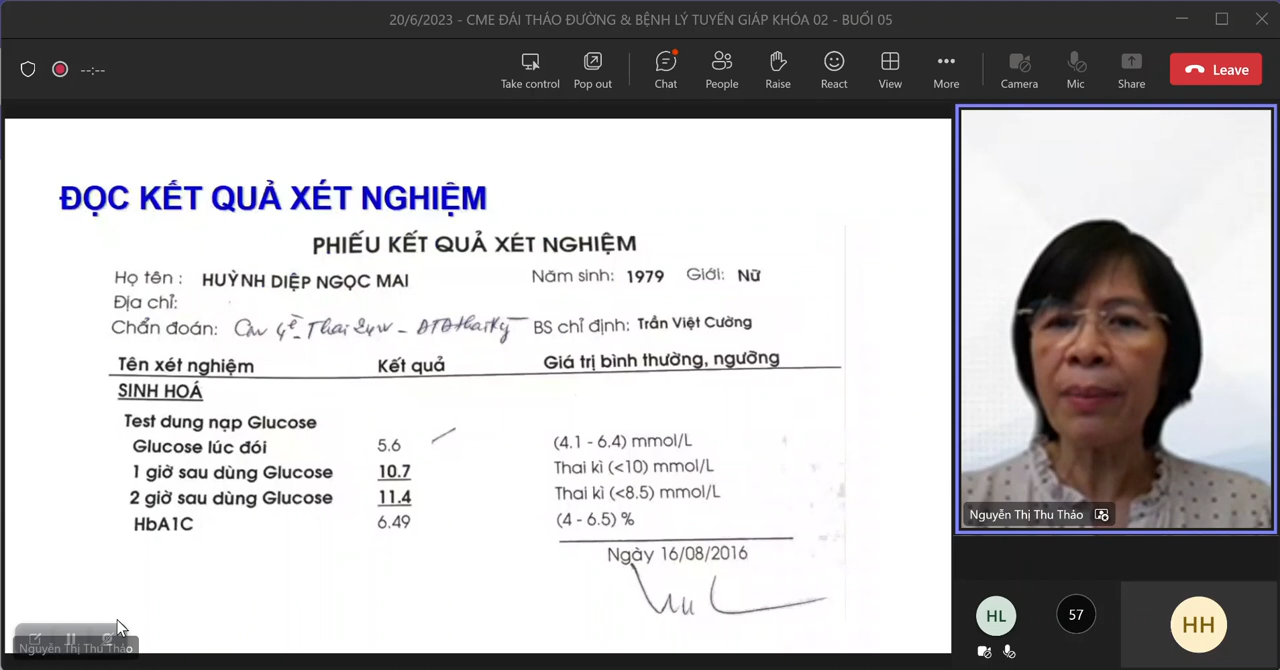 20/6/2023 - CME ĐÁI THÁO ĐƯỜNG & BỆNH LÝ TUYẾN GIÁP KHÓA 02 - BUỔI 05
--:--
Take control Pop out Chat People Raise React View More Camera Mic Share Leave
ĐỌC KẾT QUẢ XÉT NGHIỆM
PHIẾU KẾT QUẢ XÉT NGHIỆM
Họ tên : HUỲNH DIỆP NGỌC MAI Năm sinh: 1979 Giới: Nữ
Địa chỉ:
Chẩn đoán: Thai 24w - ĐTĐ thai kỳ BS chỉ định: Trần Việt Cường
Tên xét nghiệm Kết quả Giá trị bình thường, ngưỡng
SINH HOÁ
Test dung nạp Glucose
Glucose lúc đói 5.6 (4.1 - 6.4) mmol/L
1 giờ sau dùng Glucose 10.7 Thai kì (<10) mmol/L
2 giờ sau dùng Glucose 11.4 Thai kì (<8.5) mmol/L
HbA1C 6.49 (4 - 6.5) %
Ngày 16/08/2016
Nguyễn Thị Thu Thảo
Nguyễn Thị Thu Thảo
HL 57 HH